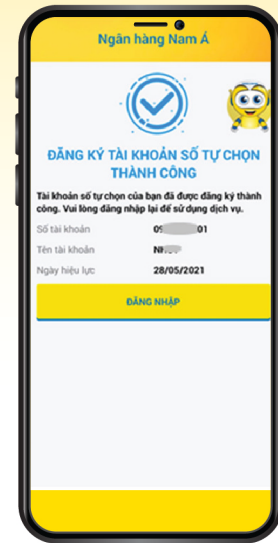 Ngân hàng Nam Á
ĐĂNG KÝ TÀI KHOẢN SỐ TỰ CHỌN
THÀNH CÔNG
Tài khoản số tự chọn của bạn đã được đăng ký thành
công. Vui lòng đăng nhập lại để sử dụng dịch vụ.
Số tài khoản 09 01
Tên tài khoản
Ngày hiệu lực 28/05/2021
ĐĂNG NHẬP